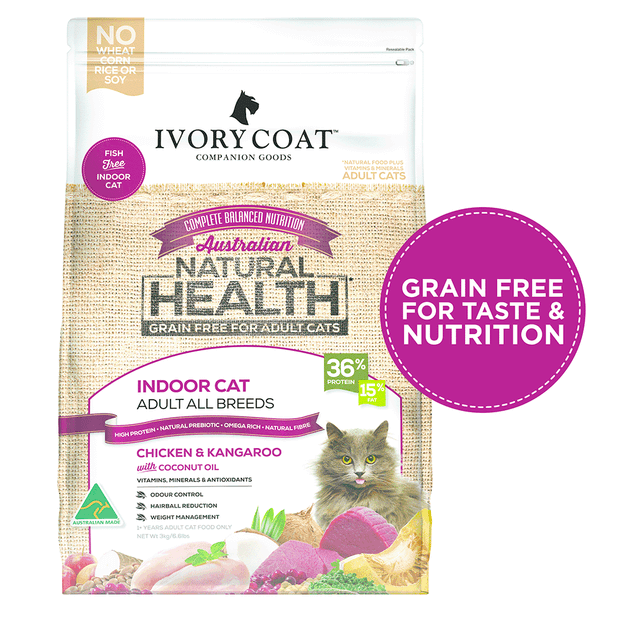 NO
WHEAT
CORN
RICE OR
SOY
Resealable Pack
IVORY COAT™
COMPANION GOODS
FISH
Free
INDOOR
CAT
*NATURAL FOOD PLUS
VITAMINS & MINERALS
ADULT CATS
COMPLETE BALANCED NUTRITION
Australian
NATURAL
HEALTH*
GRAIN FREE FOR ADULT CATS
GRAIN FREE
FOR TASTE &
NUTRITION
36%
PROTEIN
15%
FAT
INDOOR CAT
ADULT ALL BREEDS
HIGH PROTEIN • NATURAL PREBIOTIC • OMEGA RICH • NATURAL FIBRE
CHICKEN & KANGAROO
with COCONUT OIL
VITAMINS, MINERALS & ANTIOXIDANTS
ODOUR CONTROL
HAIRBALL REDUCTION
WEIGHT MANAGEMENT
1+ YEARS ADULT CAT FOOD ONLY
NET Wt 3kg/6.6lbs
AUSTRALIAN MADE